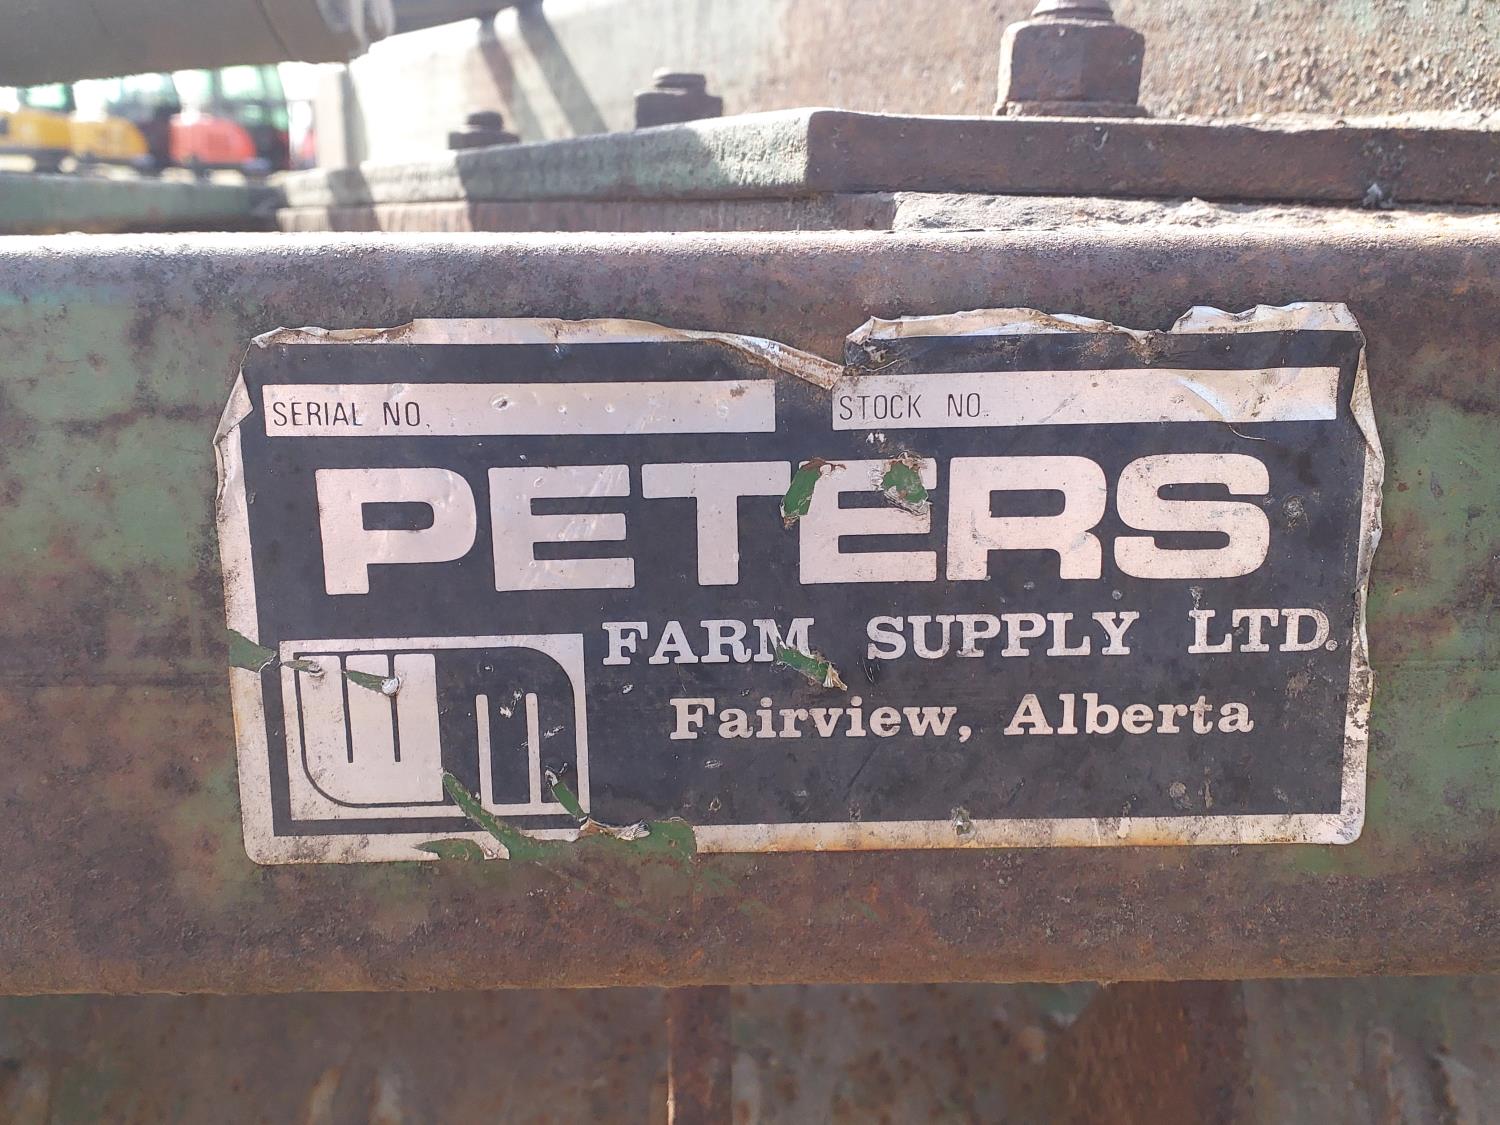 SERIAL NO.
STOCK NO.
PETERS
FARM SUPPLY LTD.
Fairview, Alberta